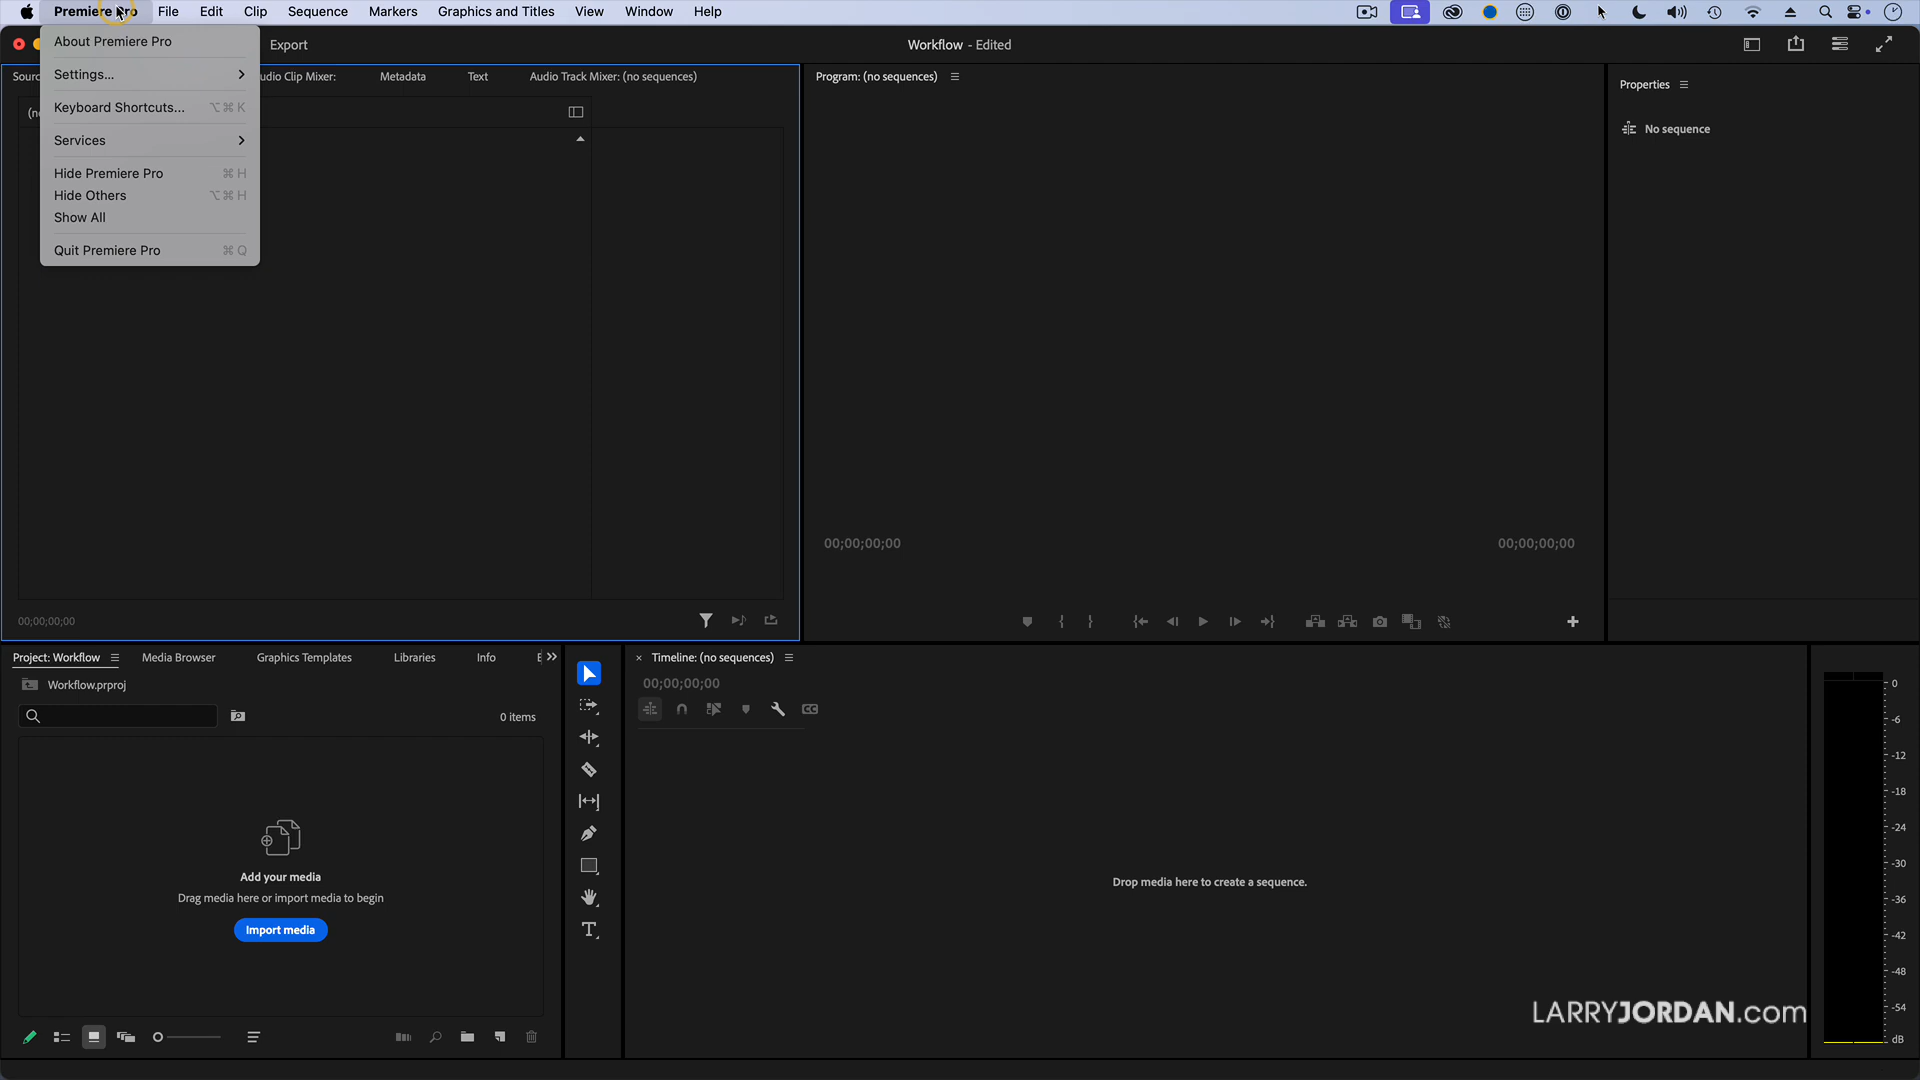 Premiere Pro File Edit Clip Sequence Markers Graphics and Titles View Window Help
Export
Workflow - Edited
About Premiere Pro
Settings...
Keyboard Shortcuts... ⌥⌘K
Services
Hide Premiere Pro ⌘H
Hide Others ⌥⌘H
Show All
Quit Premiere Pro ⌘Q
Audio Clip Mixer: Metadata Text Audio Track Mixer: (no sequences)
00;00;00;00
Program: (no sequences)
00;00;00;00 00;00;00;00
Properties
No sequence
Project: Workflow Media Browser Graphics Templates Libraries Info
Workflow.prproj
0 items
Add your media
Drag media here or import media to begin
Import media
× Timeline: (no sequences)
00;00;00;00
CC
Drop media here to create a sequence.
0
-6
-12
-18
-24
-30
-36
-42
-48
-54
dB
LARRYJORDAN.com